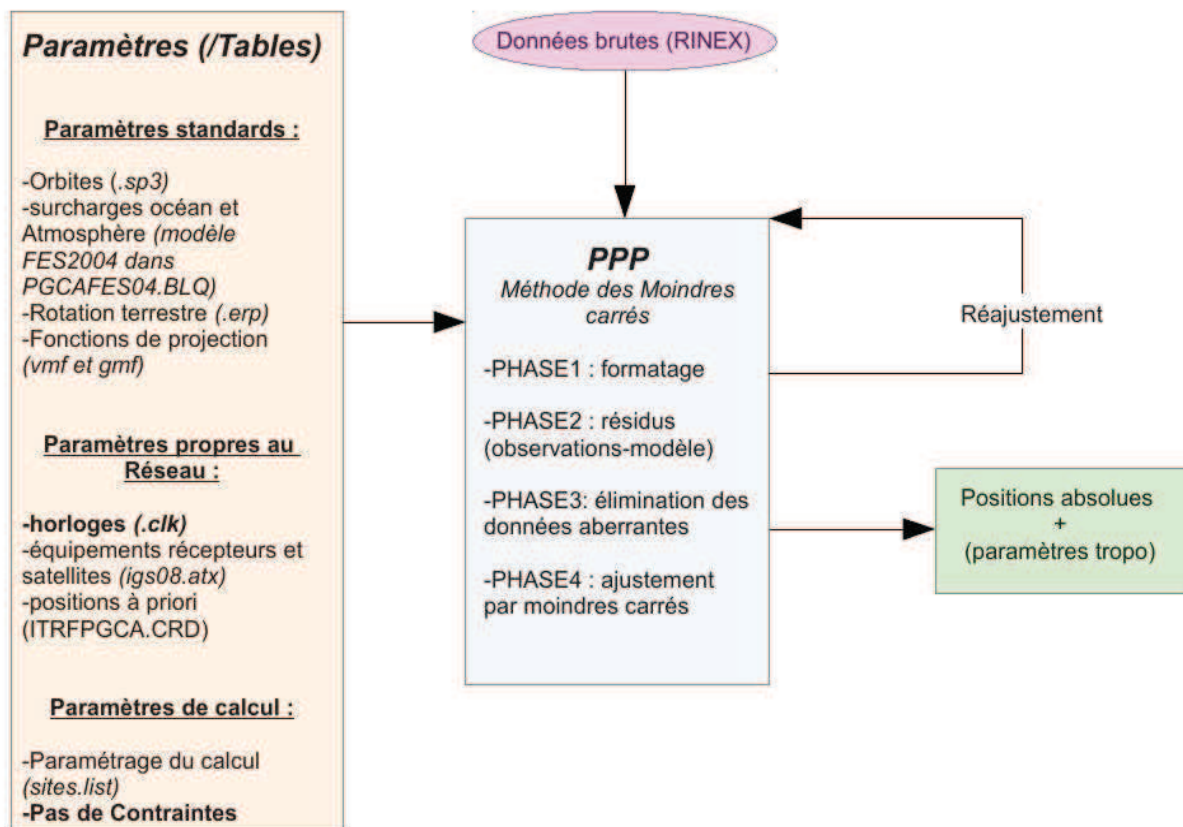 Paramètres (/Tables)
Paramètres standards :
-Orbites (.sp3)
-surcharges océan et
Atmosphère (modèle
FES2004 dans
PGCAFES04.BLQ)
-Rotation terrestre (.erp)
-Fonctions de projection
(vmf et gmf)
Paramètres propres au
Réseau :
-horloges (.clk)
-équipements récepteurs et
satellites (igs08.atx)
-positions à priori
(ITRFPGCA.CRD)
Paramètres de calcul :
-Paramétrage du calcul
(sites.list)
-Pas de Contraintes
Données brutes (RINEX)
PPP
Méthode des Moindres
carrés
-PHASE1 : formatage
-PHASE2 : résidus
(observations-modèle)
-PHASE3: élimination des
données aberrantes
-PHASE4 : ajustement
par moindres carrés
Réajustement
Positions absolues
+
(paramètres tropo)